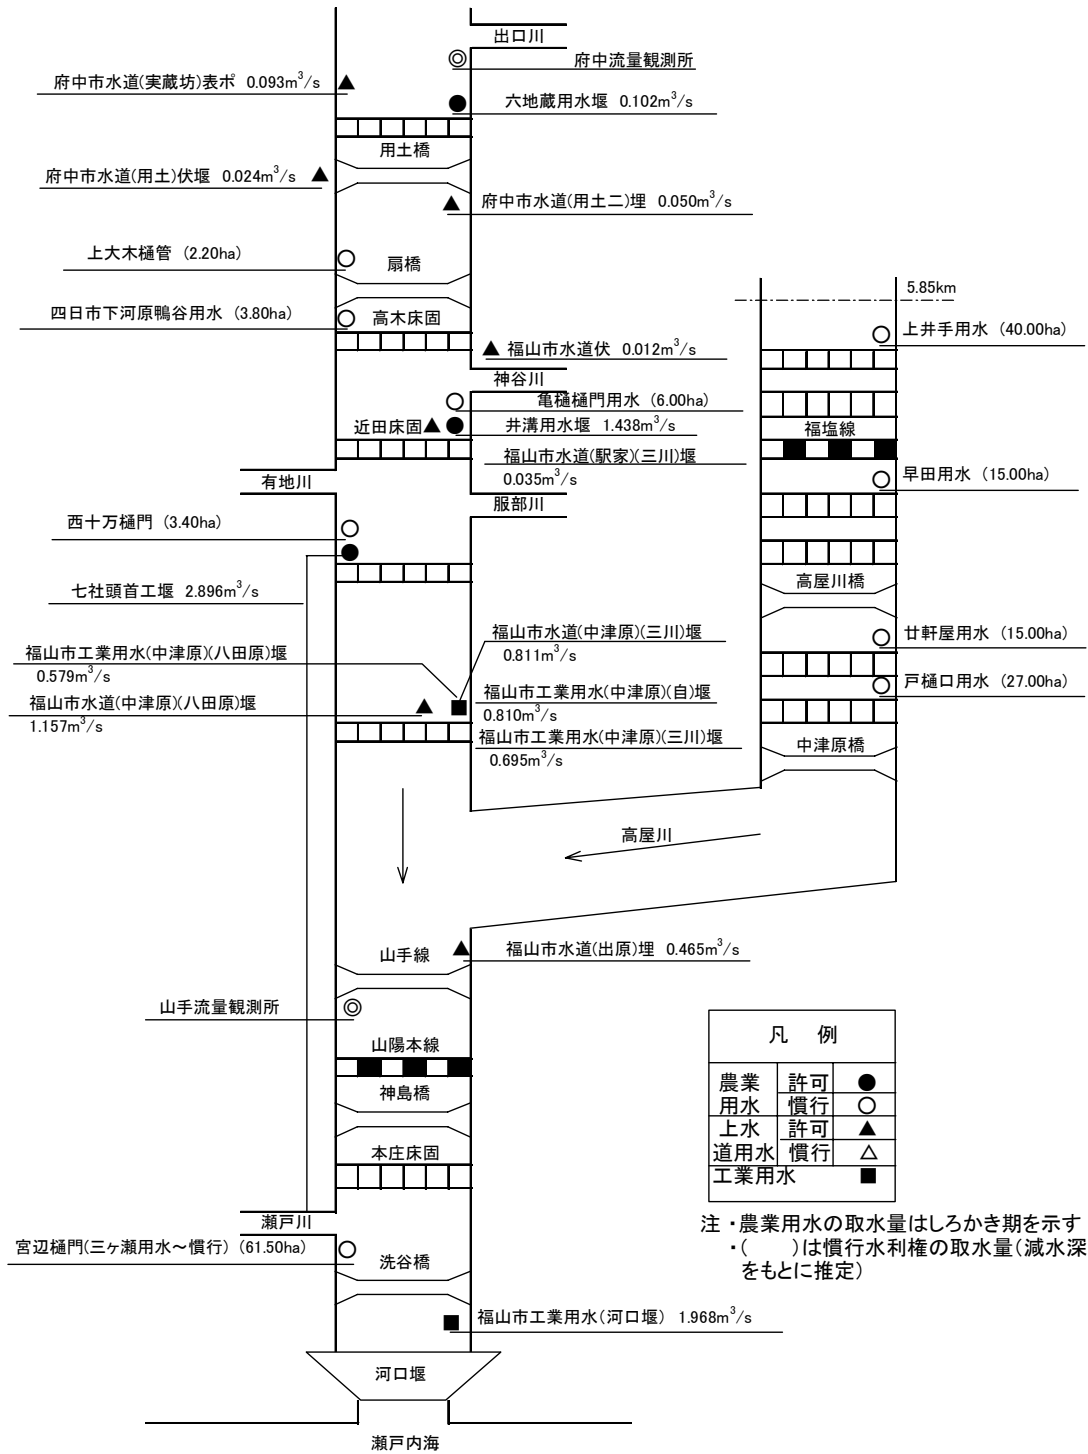 出口川
府中流量観測所
府中市水道(実蔵坊)表ポ 0.093m³/s
六地蔵用水堰 0.102m³/s
用土橋
府中市水道(用土)伏堰 0.024m³/s
府中市水道(用土二)埋 0.050m³/s
上大木樋管 (2.20ha)
扇橋
四日市下河原鴨谷用水 (3.80ha)
高木床固
福山市水道伏 0.012m³/s
神谷川
亀樋樋門用水 (6.00ha)
近田床固
井溝用水堰 1.438m³/s
福山市水道(駅家)(三川)堰
0.035m³/s
有地川
服部川
西十万樋門 (3.40ha)
七社頭首工堰 2.896m³/s
福山市水道(中津原)(三川)堰
0.811m³/s
福山市工業用水(中津原)(八田原)堰
0.579m³/s
福山市工業用水(中津原)(自)堰
0.810m³/s
福山市水道(中津原)(八田原)堰
1.157m³/s
福山市工業用水(中津原)(三川)堰
0.695m³/s
5.85km
上井手用水 (40.00ha)
福塩線
早田用水 (15.00ha)
高屋川橋
廿軒屋用水 (15.00ha)
戸樋口用水 (27.00ha)
中津原橋
高屋川
福山市水道(出原)埋 0.465m³/s
山手線
山手流量観測所
山陽本線
神島橋
本庄床固
瀬戸川
宮辺樋門(三ヶ瀬用水～慣行) (61.50ha)
洗谷橋
福山市工業用水(河口堰) 1.968m³/s
河口堰
瀬戸内海
凡 例
農業 許可 ●
用水 慣行 ○
上水 許可 ▲
道用水 慣行 △
工業用水 ■
注 ・農業用水の取水量はしろかき期を示す
・( )は慣行水利権の取水量(減水深
をもとに推定)